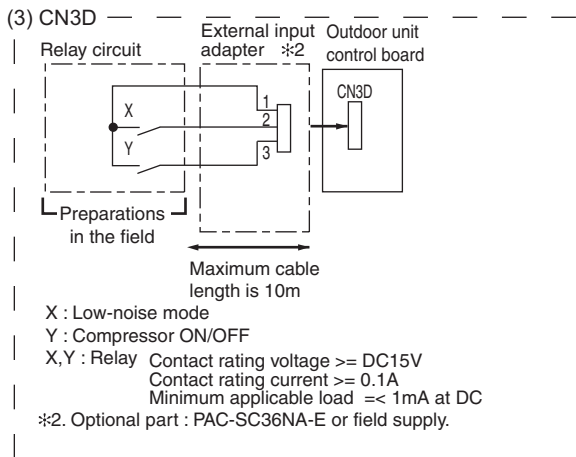 (3) CN3D
External input
adapter ✻2
Outdoor unit
control board
Relay circuit
CN3D
X
Y
1
2
3
Preparations
in the field
Maximum cable
length is 10m
X : Low-noise mode
Y : Compressor ON/OFF
X,Y : Relay Contact rating voltage >= DC15V
Contact rating current >= 0.1A
Minimum applicable load =< 1mA at DC
✻2. Optional part : PAC-SC36NA-E or field supply.